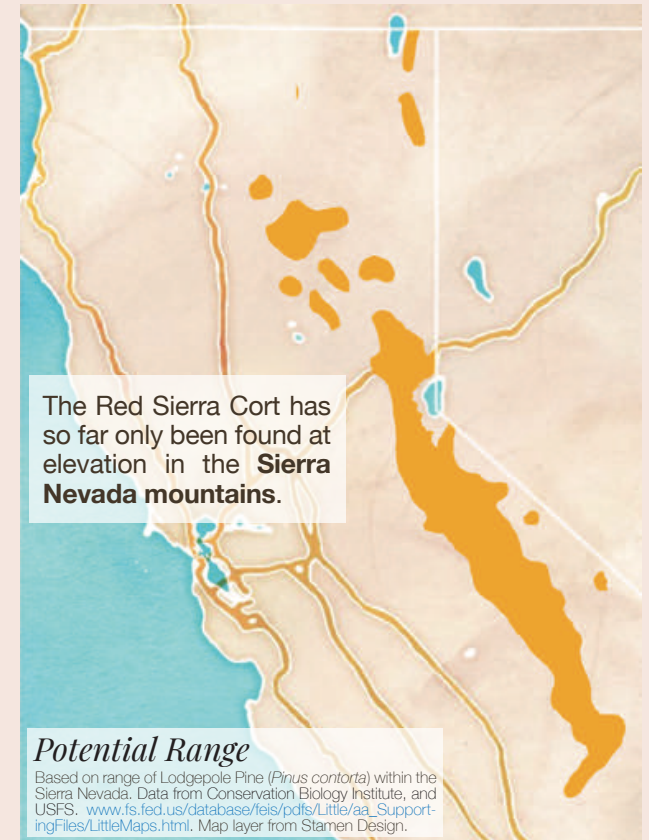 The Red Sierra Cort has
so far only been found at
elevation in the Sierra
Nevada mountains.
Potential Range
Based on range of Lodgepole Pine (Pinus contorta) within the
Sierra Nevada. Data from Conservation Biology Institute, and
USFS. www.fs.fed.us/database/feis/pdfs/Little/aa_Support-
ingFiles/LittleMaps.html. Map layer from Stamen Design.